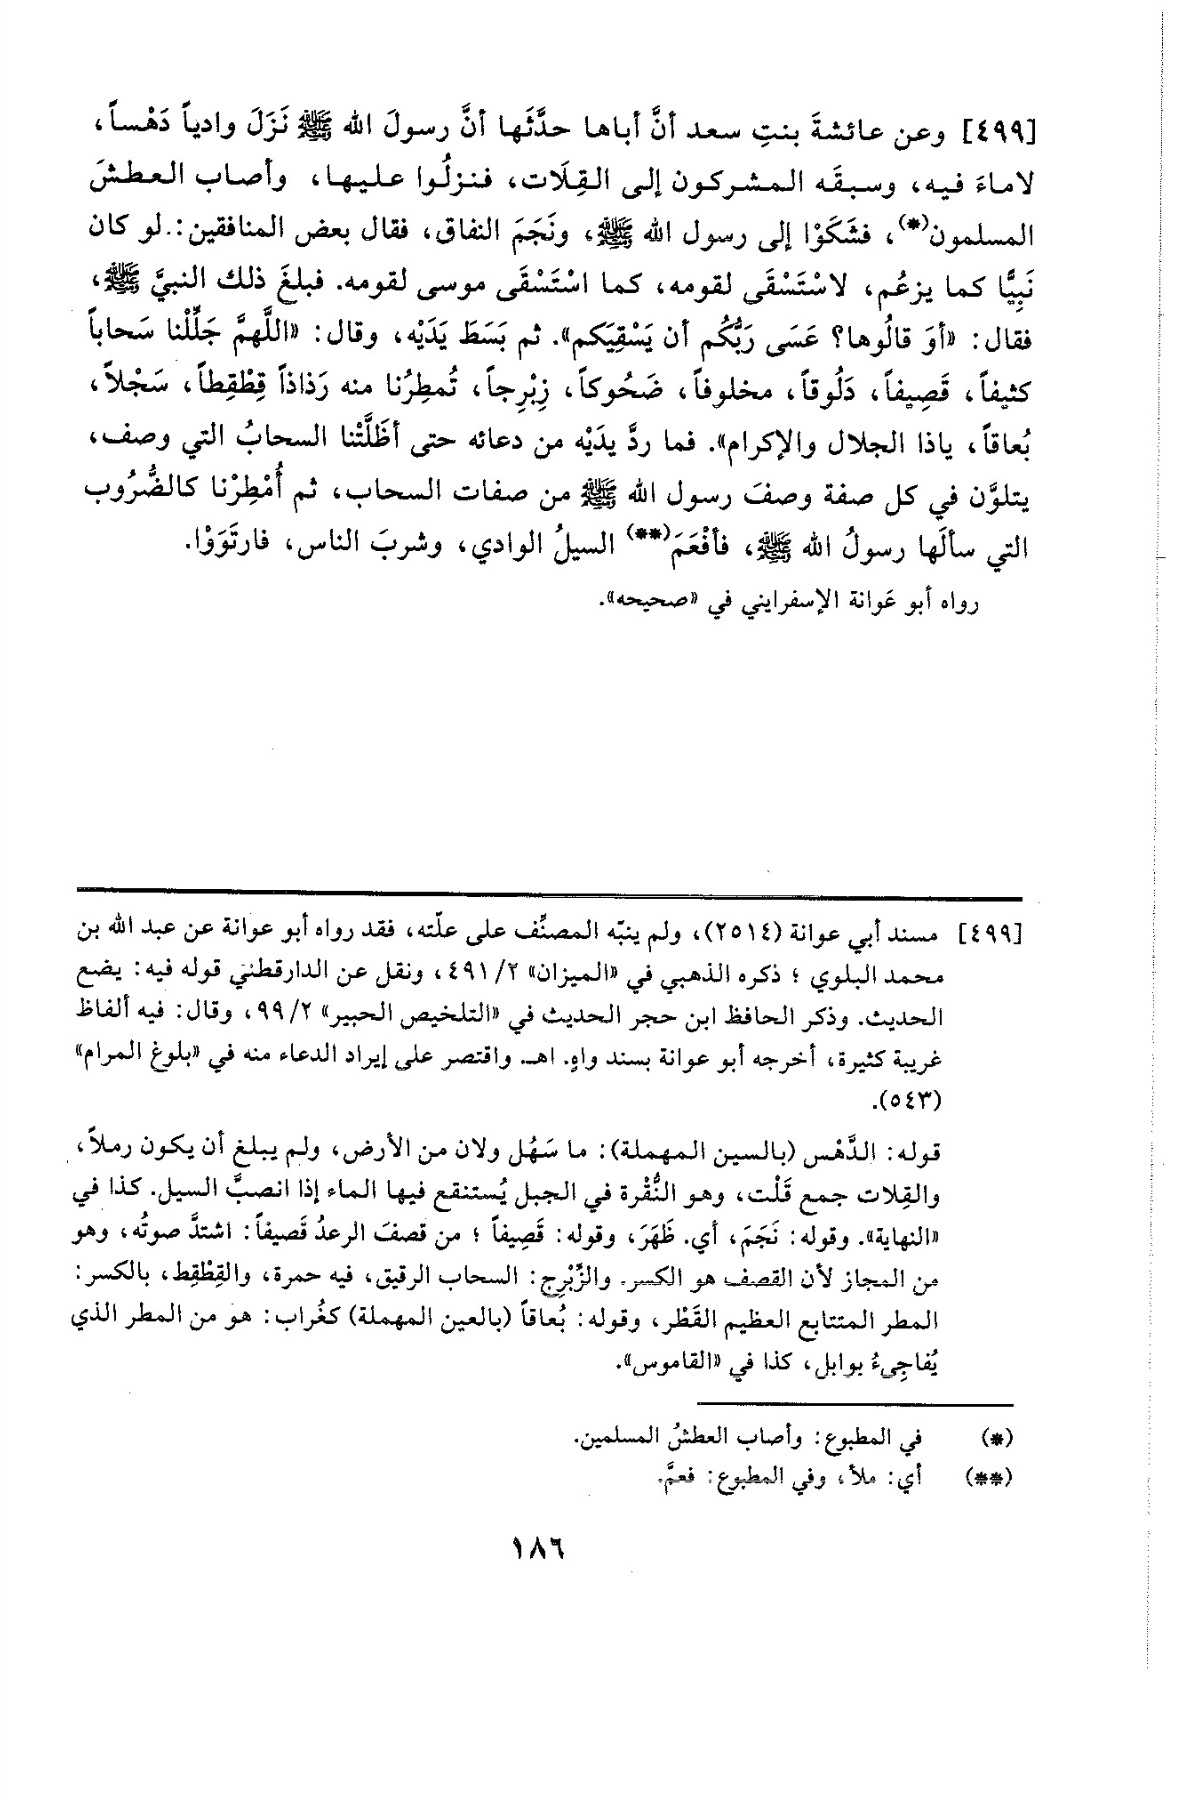 [٤٩٩] وعن عائشةَ بنتِ سعد أنَّ أباها حدَّثَها أنَّ رسولَ الله ﷺ نَزَلَ وادياً دَهْساً،
لاماءَ فيه، وسبقَه المشركون إلى القِلَات، فنزلُوا عليها، وأصاب العطشَ
المسلمون(*)، فشَكَوْا إلى رسول الله ﷺ، ونَجَمَ النفاق، فقال بعض المنافقين: لو كان
نَبِيًّا كما يزعُم، لاسْتَسْقَى لقومه، كما اسْتَسْقَى موسى لقومه. فبلغَ ذلك النبيَّ ﷺ،
فقال: «أوَ قالُوها؟ عَسَى رَبُّكُم أن يَسْقِيَكم». ثم بَسَطَ يَدَيْه، وقال: «اللَّهمَّ جَلِّلْنا سَحاباً
كثيفاً، قَصِيفاً، دَلُوقاً، مخلوفاً، ضَحُوكاً، زِبْرِجاً، تُمطِرُنا منه رَذاذاً قِطْقِطاً، سَجْلاً،
بُعاقاً، ياذا الجلال والإكرام». فما ردَّ يدَيْه من دعائه حتى أظَلَّتْنا السحابُ التي وصف،
يتلوَّن في كل صفة وصفَ رسول الله ﷺ من صفات السحاب، ثم أُمْطِرْنا كالضُّرُوب
التي سألَها رسولُ الله ﷺ، فأفْعَمَ(**) السيلُ الوادي، وشربَ الناس، فارتَوَوْا.
رواه أبو عَوانة الإسفرايني في «صحيحه».
[٤٩٩] مسند أبي عوانة (٢٥١٤)، ولم ينبّه المصنِّف على علّته، فقد رواه أبو عوانة عن عبد الله بن
محمد البلوي ؛ ذكره الذهبي في «الميزان» ٤٩١/٢، ونقل عن الدارقطني قوله فيه: يضع
الحديث. وذكر الحافظ ابن حجر الحديث في «التلخيص الحبير» ٩٩/٢، وقال: فيه ألفاظ
غريبة كثيرة، أخرجه أبو عوانة بسند واهٍ. اهـ. واقتصر على إيراد الدعاء منه في «بلوغ المرام»
(٥٤٣).
قوله: الدَّهْس (بالسين المهملة): ما سَهُل ولان من الأرض، ولم يبلغ أن يكون رملاً،
والقِلات جمع قَلْت، وهو النُّقْرة في الجبل يُستنقع فيها الماء إذا انصبَّ السيل. كذا في
«النهاية». وقوله: نَجَمَ، أي. ظَهَرَ، وقوله: قَصِيفاً ؛ من قصفَ الرعدُ قَصيفاً: اشتدَّ صوتُه، وهو
من المجاز لأن القصف هو الكسر. والزِّبْرِج: السحاب الرقيق، فيه حمرة، والقِطْقِط، بالكسر:
المطر المتتابع العظيم القَطْر، وقوله: بُعاقاً (بالعين المهملة) كغُراب: هو من المطر الذي
يُفاجِىءُ بوابل، كذا في «القاموس».
(*) في المطبوع: وأصاب العطشُ المسلمين.
(**) أي: ملأ، وفي المطبوع: فعمَّ.
١٨٦